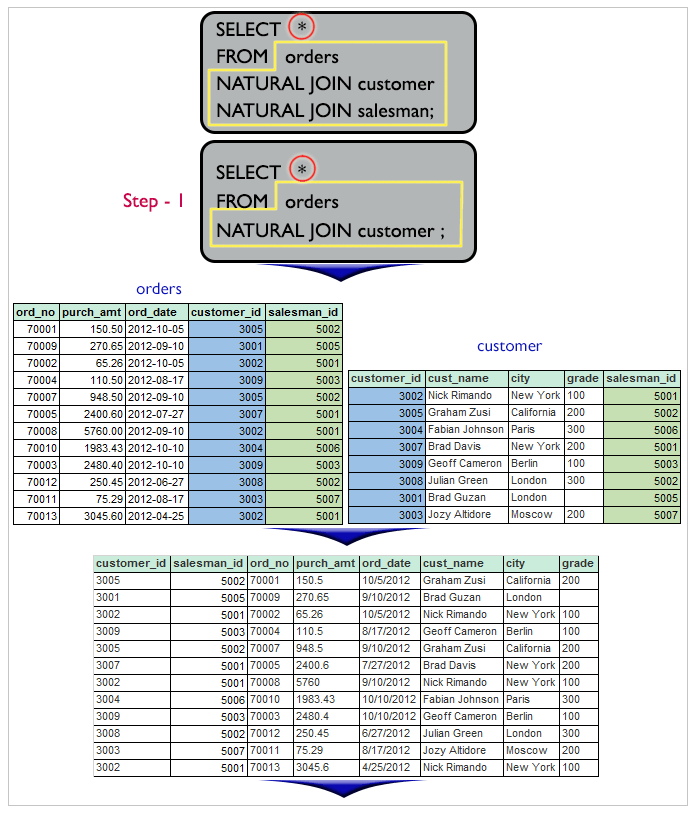 SELECT *
FROM orders
NATURAL JOIN customer
NATURAL JOIN salesman;
Step - 1
SELECT *
FROM orders
NATURAL JOIN customer ;
orders
ord_no purch_amt ord_date customer_id salesman_id
70001 150.50 2012-10-05 3005 5002
70009 270.65 2012-09-10 3001 5005
70002 65.26 2012-10-05 3002 5001
70004 110.50 2012-08-17 3009 5003
70007 948.50 2012-09-10 3005 5002
70005 2400.60 2012-07-27 3007 5001
70008 5760.00 2012-09-10 3002 5001
70010 1983.43 2012-10-10 3004 5006
70003 2480.40 2012-10-10 3009 5003
70012 250.45 2012-06-27 3008 5002
70011 75.29 2012-08-17 3003 5007
70013 3045.60 2012-04-25 3002 5001
customer
customer_id cust_name city grade salesman_id
3002 Nick Rimando New York 100 5001
3005 Graham Zusi California 200 5002
3004 Fabian Johnson Paris 300 5006
3007 Brad Davis New York 200 5001
3009 Geoff Cameron Berlin 100 5003
3008 Julian Green London 300 5002
3001 Brad Guzan London 5005
3003 Jozy Altidore Moscow 200 5007
customer_id salesman_id ord_no purch_amt ord_date cust_name city grade
3005 5002 70001 150.5 10/5/2012 Graham Zusi California 200
3001 5005 70009 270.65 9/10/2012 Brad Guzan London
3002 5001 70002 65.26 10/5/2012 Nick Rimando New York 100
3009 5003 70004 110.5 8/17/2012 Geoff Cameron Berlin 100
3005 5002 70007 948.5 9/10/2012 Graham Zusi California 200
3007 5001 70005 2400.6 7/27/2012 Brad Davis New York 200
3002 5001 70008 5760 9/10/2012 Nick Rimando New York 100
3004 5006 70010 1983.43 10/10/2012 Fabian Johnson Paris 300
3009 5003 70003 2480.4 10/10/2012 Geoff Cameron Berlin 100
3008 5002 70012 250.45 6/27/2012 Julian Green London 300
3003 5007 70011 75.29 8/17/2012 Jozy Altidore Moscow 200
3002 5001 70013 3045.6 4/25/2012 Nick Rimando New York 100